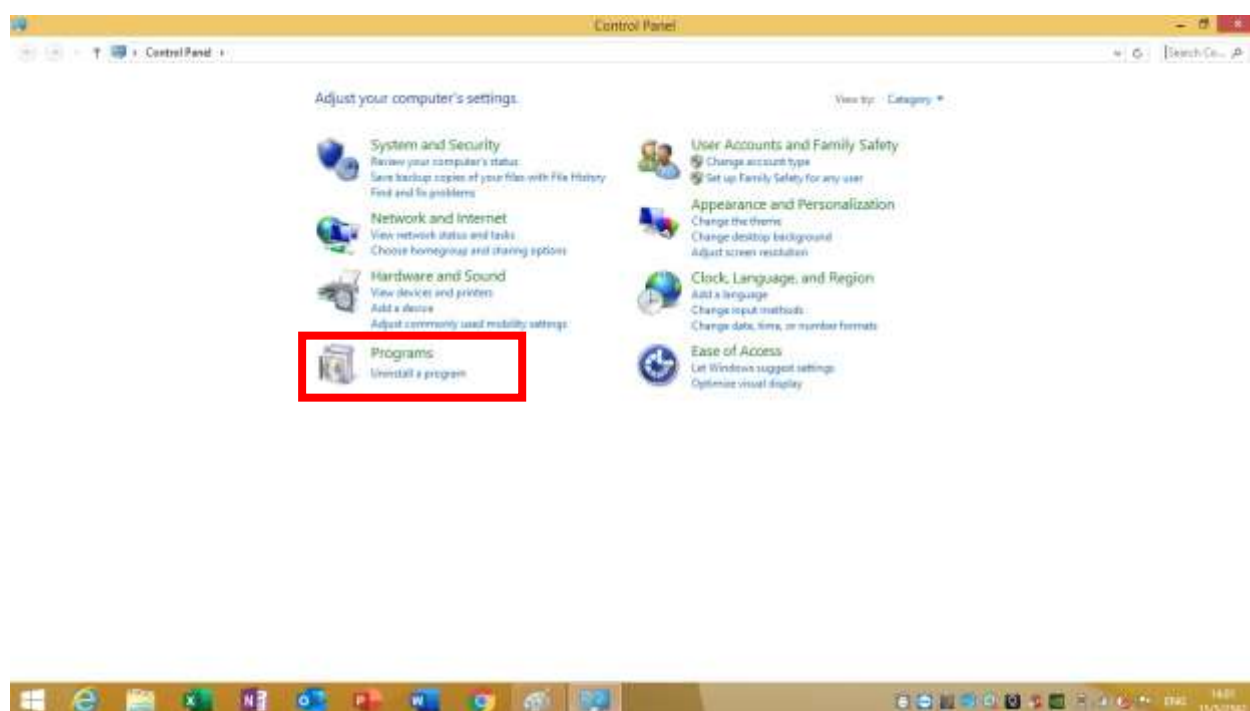 Control Panel
Control Panel
Search Co...
Adjust your computer's settings
View by: Category
System and Security
Review your computer's status
Save backup copies of your files with File History
Find and fix problems
Network and Internet
View network status and tasks
Choose homegroup and sharing options
Hardware and Sound
View devices and printers
Add a device
Adjust commonly used mobility settings
Programs
Uninstall a program
User Accounts and Family Safety
Change account type
Set up Family Safety for any user
Appearance and Personalization
Change the theme
Change desktop background
Adjust screen resolution
Clock, Language, and Region
Add a language
Change input methods
Change date, time, or number formats
Ease of Access
Let Windows suggest settings
Optimize visual display
ENG